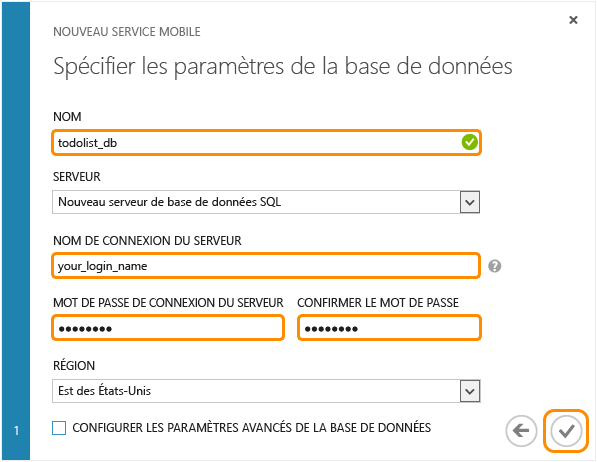 NOUVEAU SERVICE MOBILE
Spécifier les paramètres de la base de données
NOM
todolist_db
SERVEUR
Nouveau serveur de base de données SQL
NOM DE CONNEXION DU SERVEUR
your_login_name
?
MOT DE PASSE DE CONNEXION DU SERVEUR
CONFIRMER LE MOT DE PASSE
●●●●●●●●
●●●●●●●●
RÉGION
Est des États-Unis
CONFIGURER LES PARAMÈTRES AVANCÉS DE LA BASE DE DONNÉES
1